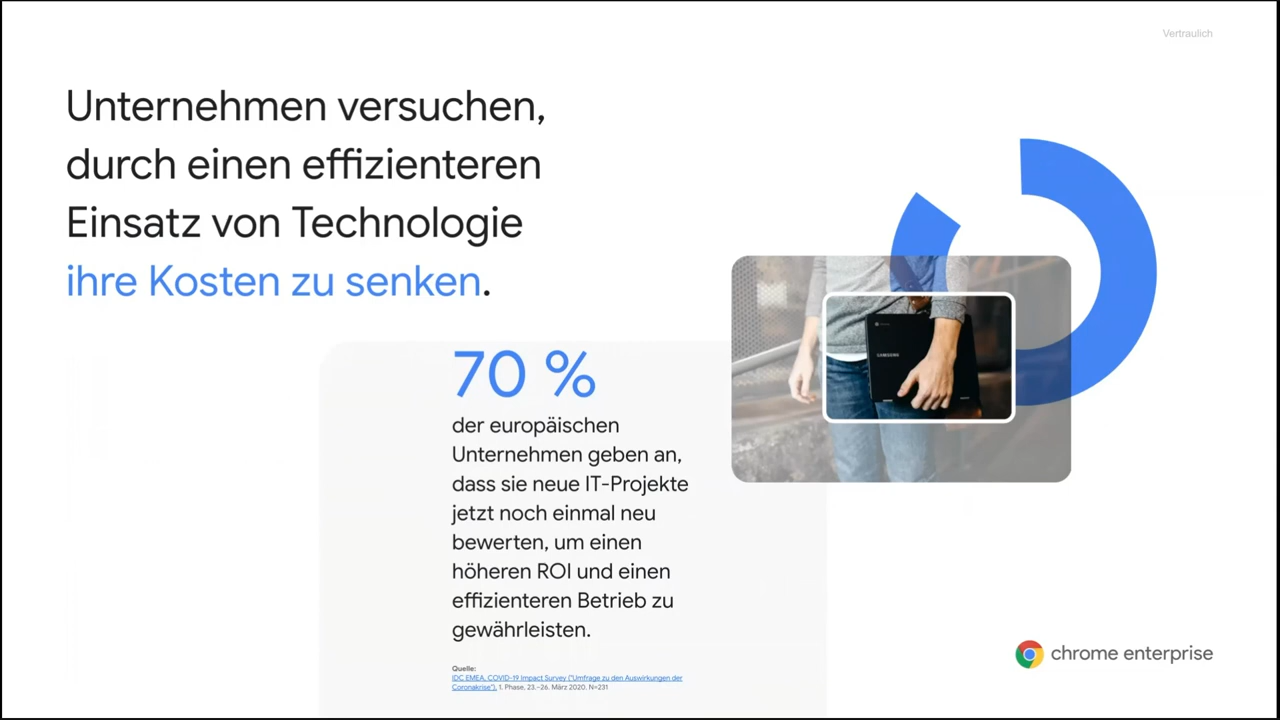 Vertraulich
Unternehmen versuchen,
durch einen effizienteren
Einsatz von Technologie
ihre Kosten zu senken.
70 %
der europäischen
Unternehmen geben an,
dass sie neue IT-Projekte
jetzt noch einmal neu
bewerten, um einen
höheren ROI und einen
effizienteren Betrieb zu
gewährleisten.
Quelle:
IDC EMEA, COVID-19 Impact Survey ("Umfrage zu den Auswirkungen der
Coronakrise"), 1. Phase, 23.–26. März 2020. N=231
SAMSUNG
chrome enterprise